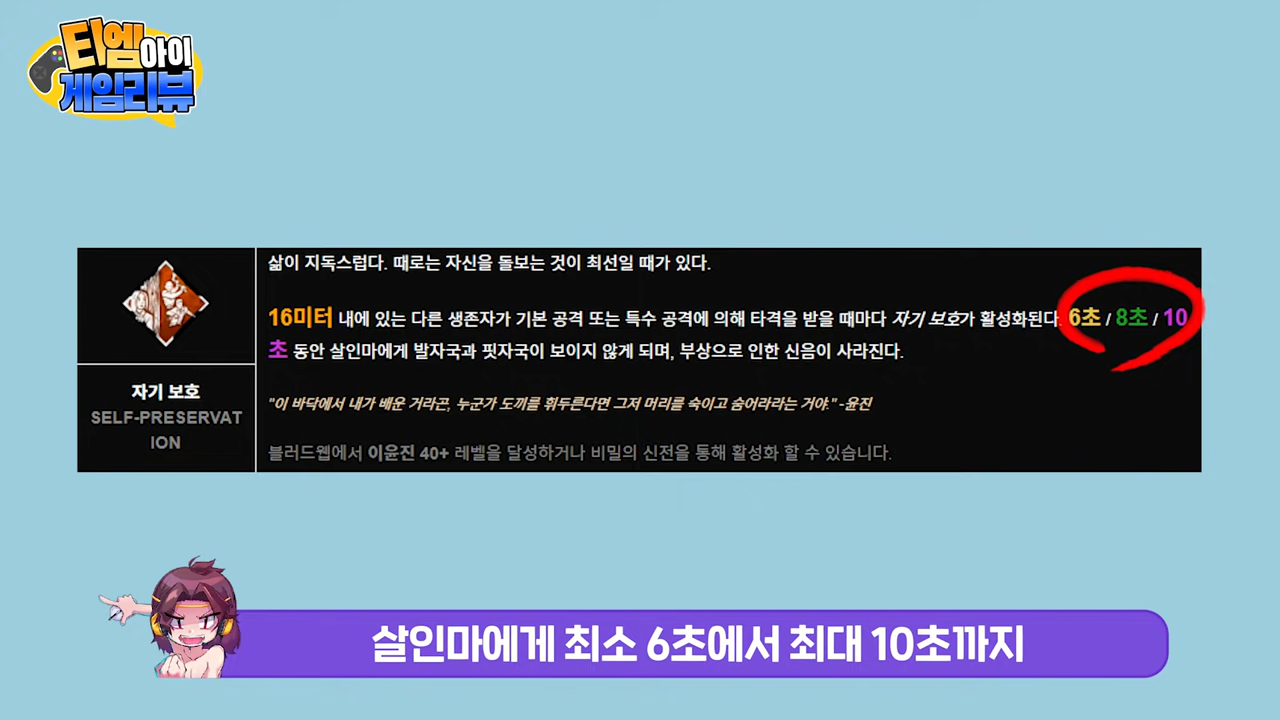 티엠아이
게임리뷰
삶이 지독스럽다. 때로는 자신을 돌보는 것이 최선일 때가 있다.
16미터 내에 있는 다른 생존자가 기본 공격 또는 특수 공격에 의해 타격을 받을 때마다 자기 보호가 활성화된다. 6초 / 8초 / 10
초 동안 살인마에게 발자국과 핏자국이 보이지 않게 되며, 부상으로 인한 신음이 사라진다.
자기 보호
SELF-PRESERVAT
ION
"이 바닥에서 내가 배운 거라곤, 누군가 도끼를 휘두른다면 그저 머리를 숙이고 숨어라라는 거야." -윤진
블러드웹에서 이윤진 40+ 레벨을 달성하거나 비밀의 신전을 통해 활성화 할 수 있습니다.
살인마에게 최소 6초에서 최대 10초까지